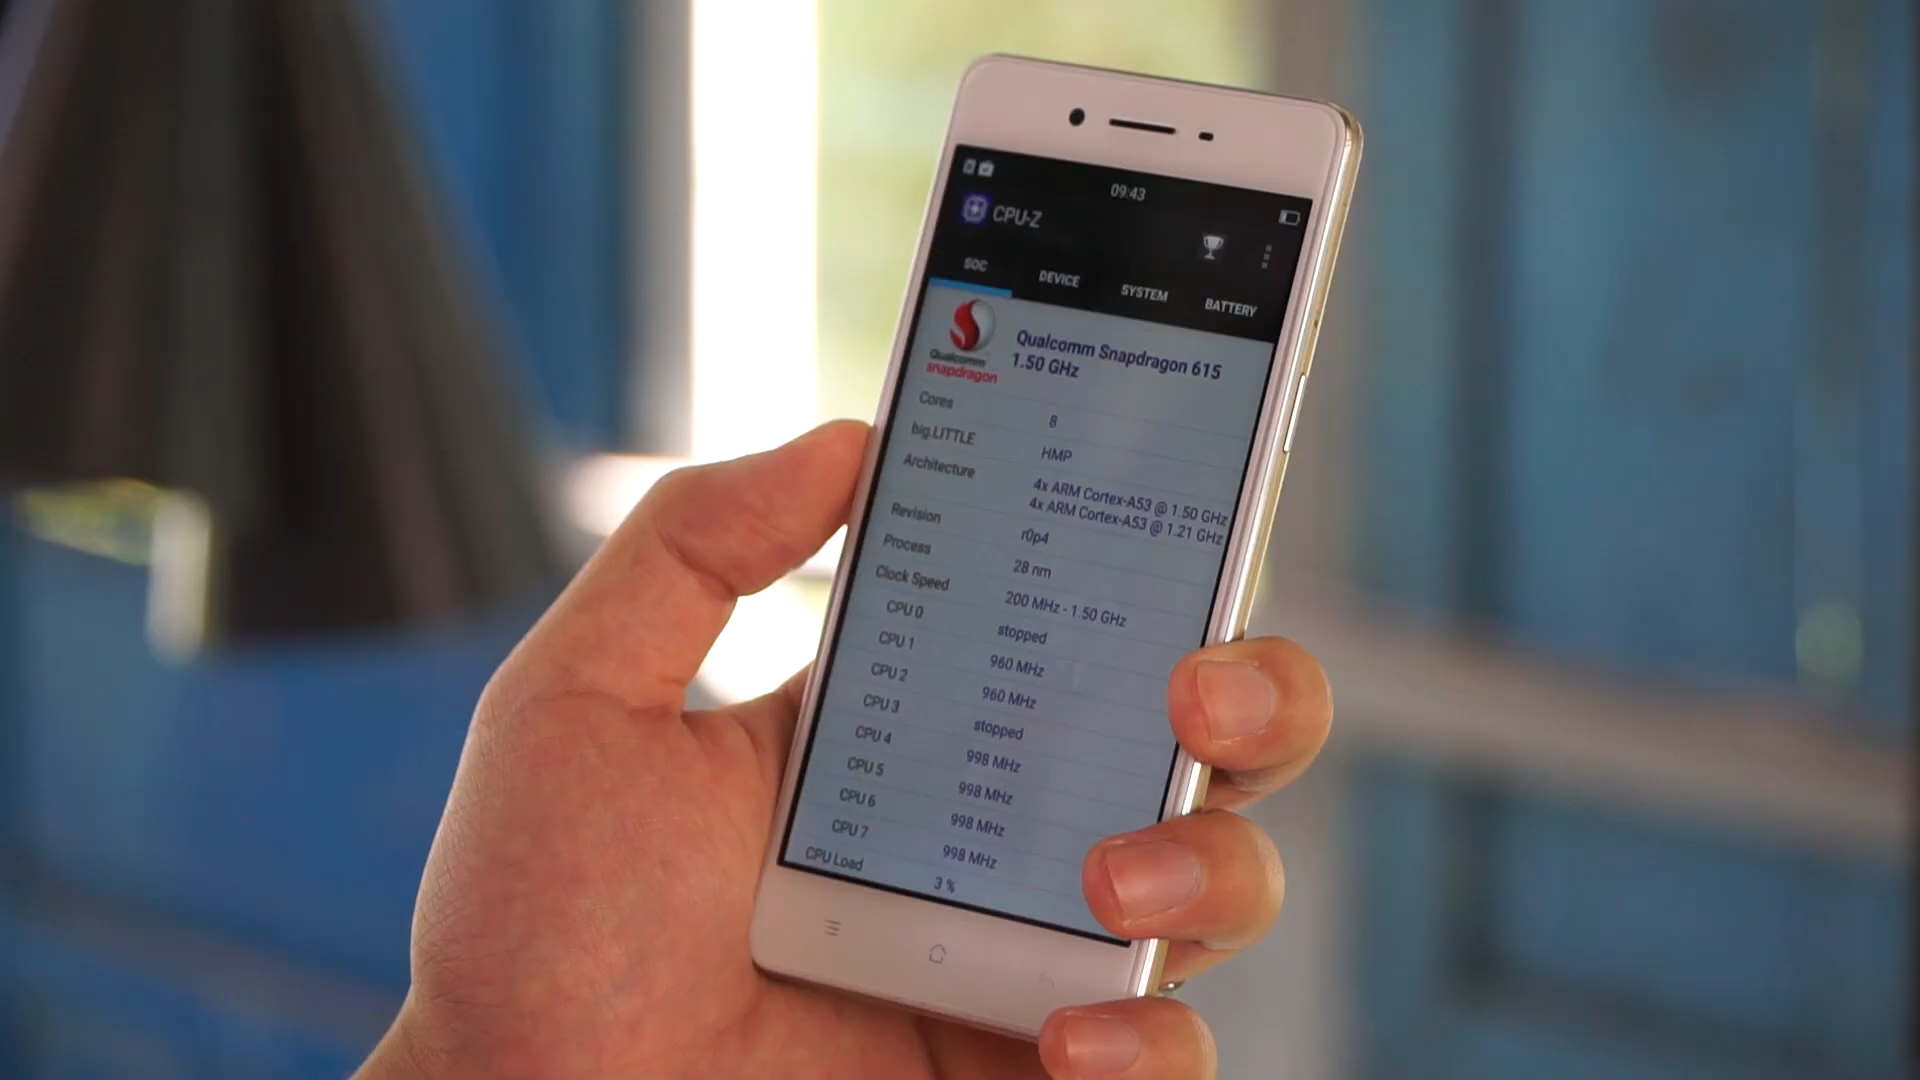 09:43
CPU-Z
SOC DEVICE SYSTEM BATTERY
Qualcomm snapdragon
Qualcomm Snapdragon 615
1.50 GHz
Cores 8
big.LITTLE HMP
Architecture 4x ARM Cortex-A53 @ 1.50 GHz
4x ARM Cortex-A53 @ 1.21 GHz
Revision r0p4
Process 28 nm
Clock Speed 200 MHz - 1.50 GHz
CPU 0 stopped
CPU 1 960 MHz
CPU 2 960 MHz
CPU 3 stopped
CPU 4 998 MHz
CPU 5 998 MHz
CPU 6 998 MHz
CPU 7 998 MHz
CPU Load 3 %